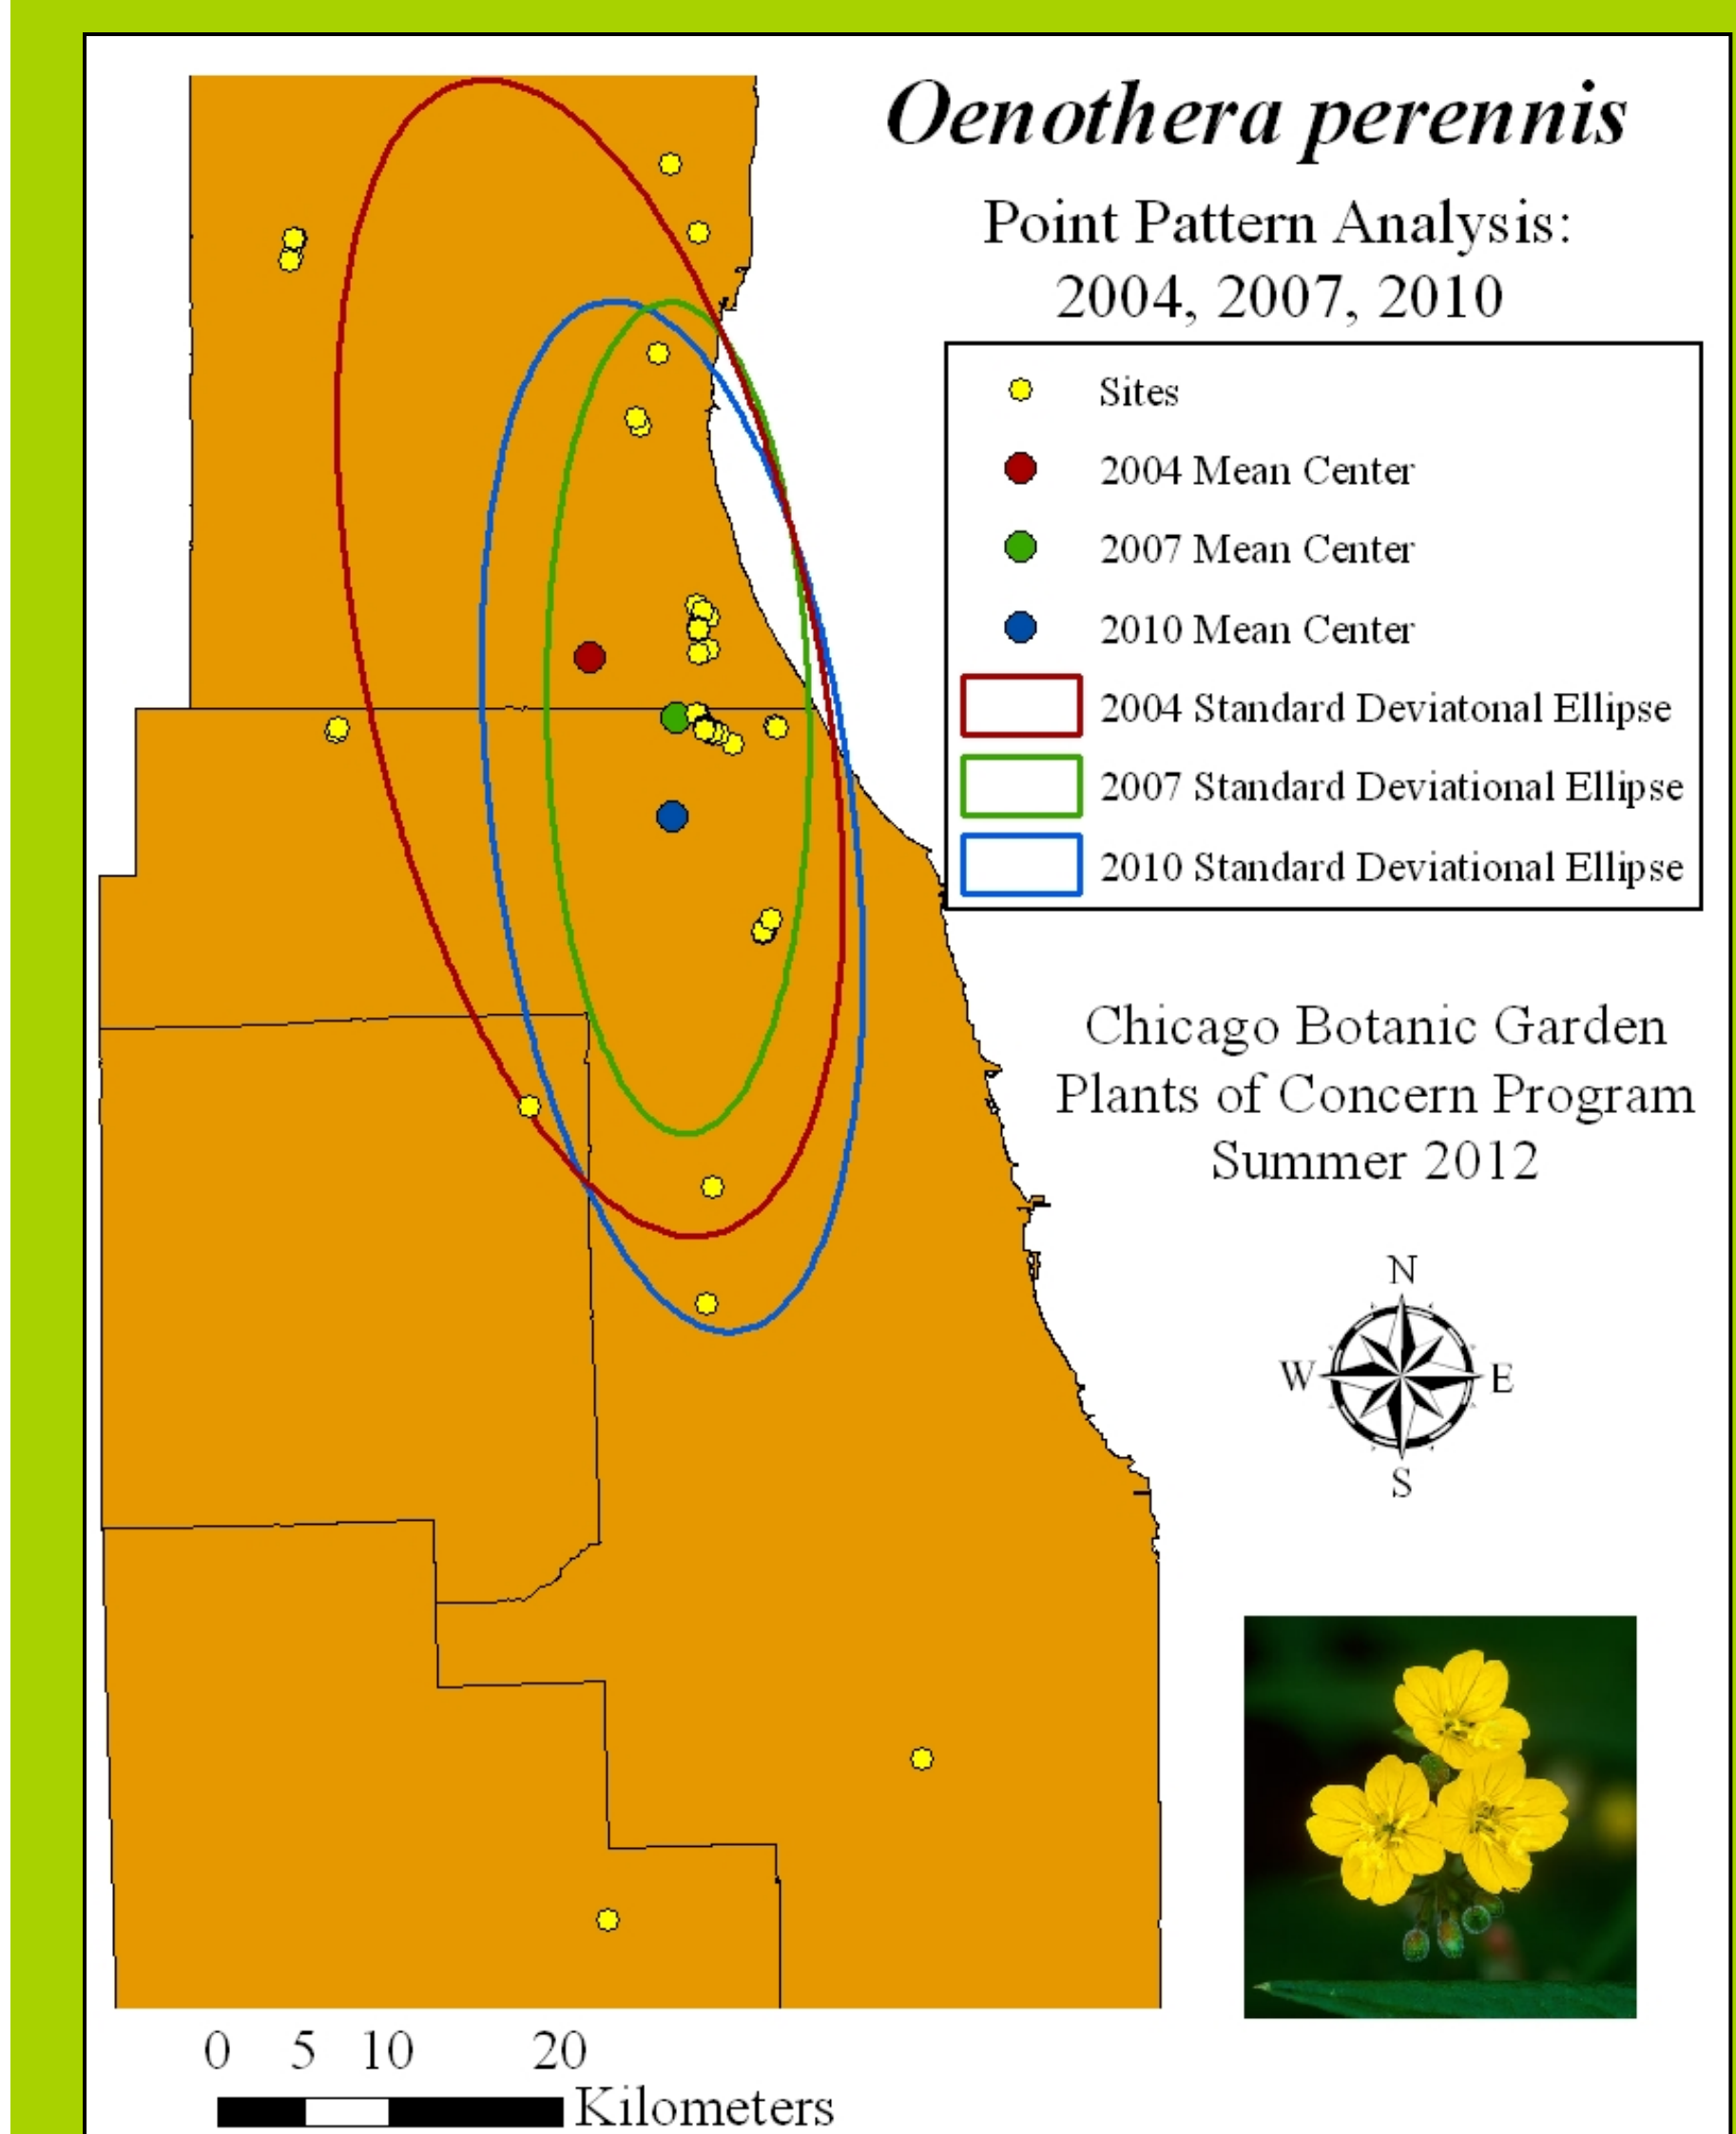 Oenothera perennis
Point Pattern Analysis:
2004, 2007, 2010
Sites
2004 Mean Center
2007 Mean Center
2010 Mean Center
2004 Standard Deviatonal Ellipse
2007 Standard Deviational Ellipse
2010 Standard Deviational Ellipse
Chicago Botanic Garden
Plants of Concern Program
Summer 2012
N
W E
S
0 5 10 20
Kilometers